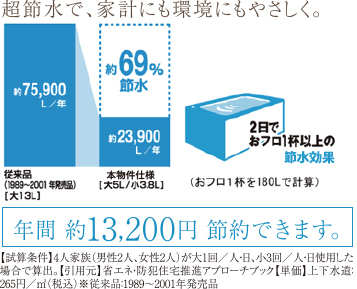 超節水で、家計にも環境にもやさしく。
約75,900
L／年
約69%
節水
約23,900
L／年
2日で
おフロ1杯以上の
節水効果
従来品
(1989〜2001年発売品)
[大13L]
本物件仕様
[大5L/小3.8L]
(おフロ1杯を180Lで計算)
年間 約13,200円 節約できます。
【試算条件】4人家族(男性2人、女性2人)が大1回／人・日、小3回／人・日使用した
場合で算出。【引用元】省エネ・防犯住宅推進アプローチブック【単価】上下水道:
265円／㎥(税込)※従来品:1989〜2001年発売品